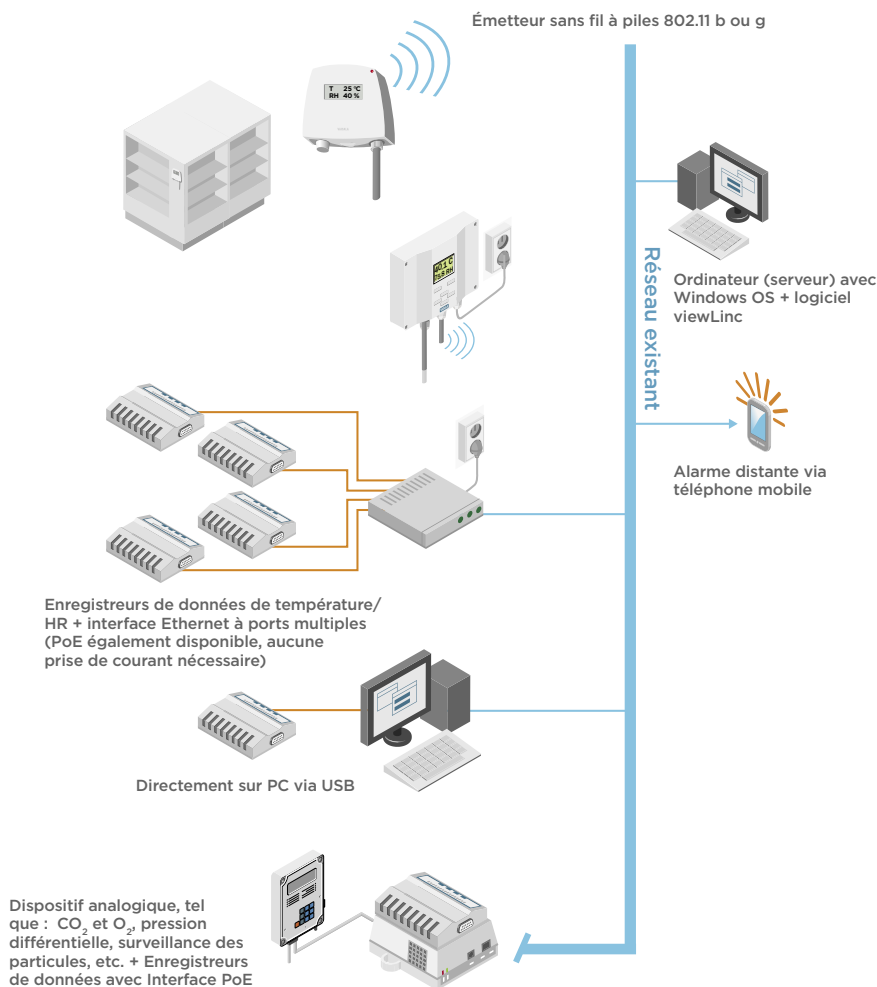 Émetteur sans fil à piles 802.11 b ou g
T 25 °C
RH 40 %
Réseau existant
Ordinateur (serveur) avec
Windows OS + logiciel
viewLinc
Alarme distante via
téléphone mobile
Enregistreurs de données de température/
HR + interface Ethernet à ports multiples
(PoE également disponible, aucune
prise de courant nécessaire)
Directement sur PC via USB
Dispositif analogique, tel
que : CO₂ et O₂, pression
différentielle, surveillance des
particules, etc. + Enregistreurs
de données avec Interface PoE